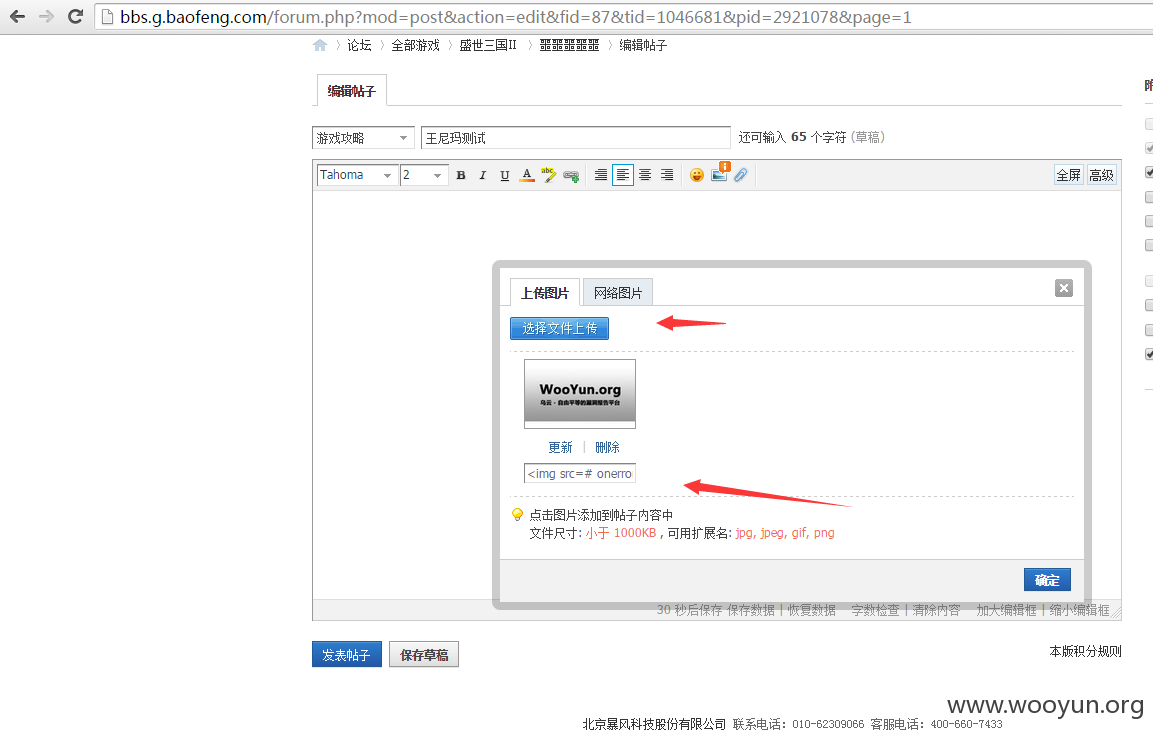 bbs.g.baofeng.com/forum.php?mod=post&action=edit&fid=87&tid=1046681&pid=2921078&page=1
论坛 〉 全部游戏 〉 盛世三国II 〉 噩噩噩噩噩噩 〉 编辑帖子
编辑帖子
游戏攻略 王尼玛测试 还可输入 65 个字符 (草稿)
Tahoma 2 B I U A abc 全屏 高级
上传图片 网络图片
选择文件上传
WooYun.org
乌云 - 自由平等的漏洞报告平台
更新 | 删除
<img src=# onerro
点击图片添加到帖子内容中
文件尺寸: 小于 1000KB , 可用扩展名: jpg, jpeg, gif, png
确定
30 秒后保存 保存数据 | 恢复数据 字数检查 | 清除内容 加大编辑框 | 缩小编辑框
发表帖子 保存草稿 本版积分规则
www.wooyun.org
北京暴风科技股份有限公司 联系电话：010-62309066 客服电话：400-660-7433